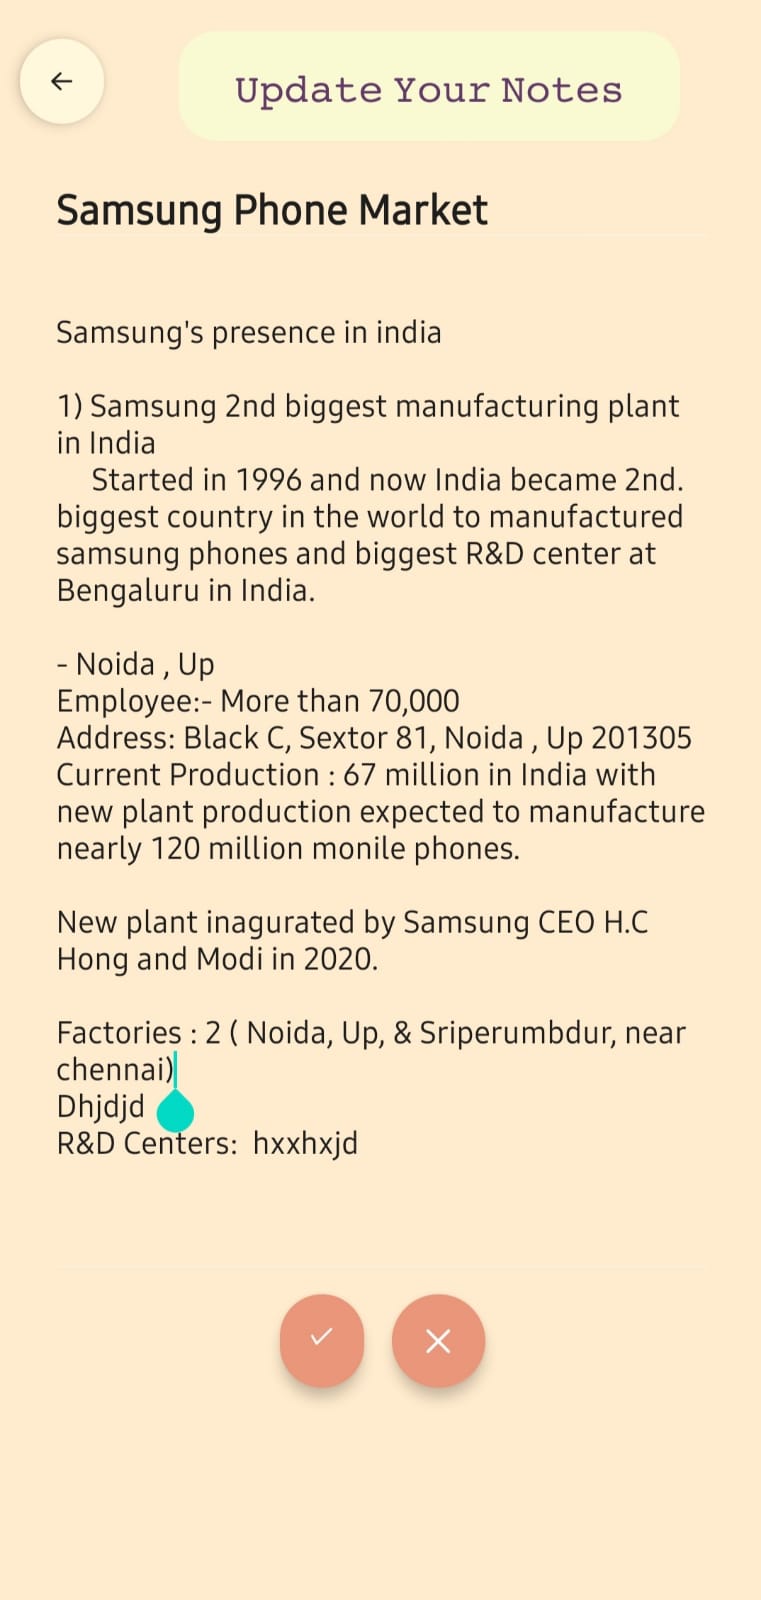 Update Your Notes
Samsung Phone Market
Samsung's presence in india
1) Samsung 2nd biggest manufacturing plant
in India
Started in 1996 and now India became 2nd.
biggest country in the world to manufactured
samsung phones and biggest R&D center at
Bengaluru in India.
- Noida , Up
Employee:- More than 70,000
Address: Black C, Sextor 81, Noida , Up 201305
Current Production : 67 million in India with
new plant production expected to manufacture
nearly 120 million monile phones.
New plant inagurated by Samsung CEO H.C
Hong and Modi in 2020.
Factories : 2 ( Noida, Up, & Sriperumbdur, near
chennai)
Dhjdjd
R&D Centers:  hxxhxjd